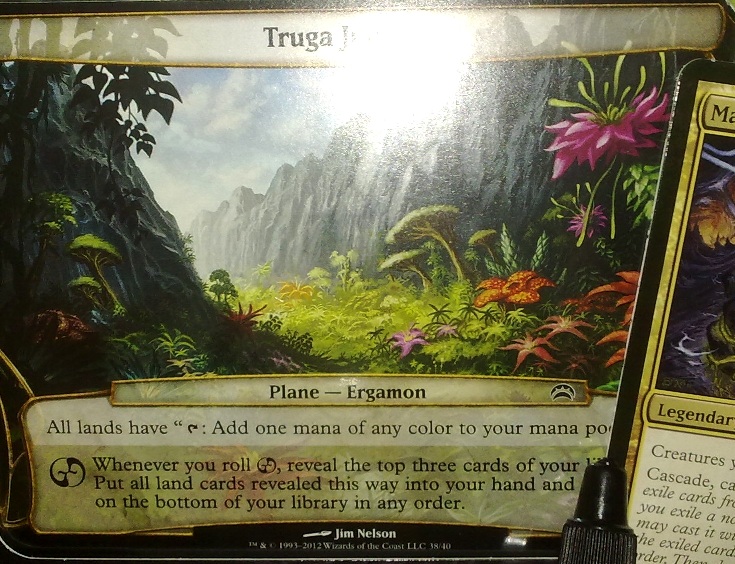 Truga
Plane — Ergamon
All lands have “ : Add one mana of any color to your mana
Whenever you roll , reveal the top three cards of your
Put all land cards revealed this way into your hand and
on the bottom of your library in any order.
Jim Nelson
™ & © 1993–2012 Wizards of the Coast LLC 38/40
Ma
Legendar
Creatures y
Cascade, ca
exile cards fr
you exile a no
may cast it wi
the exiled card
rder. Then